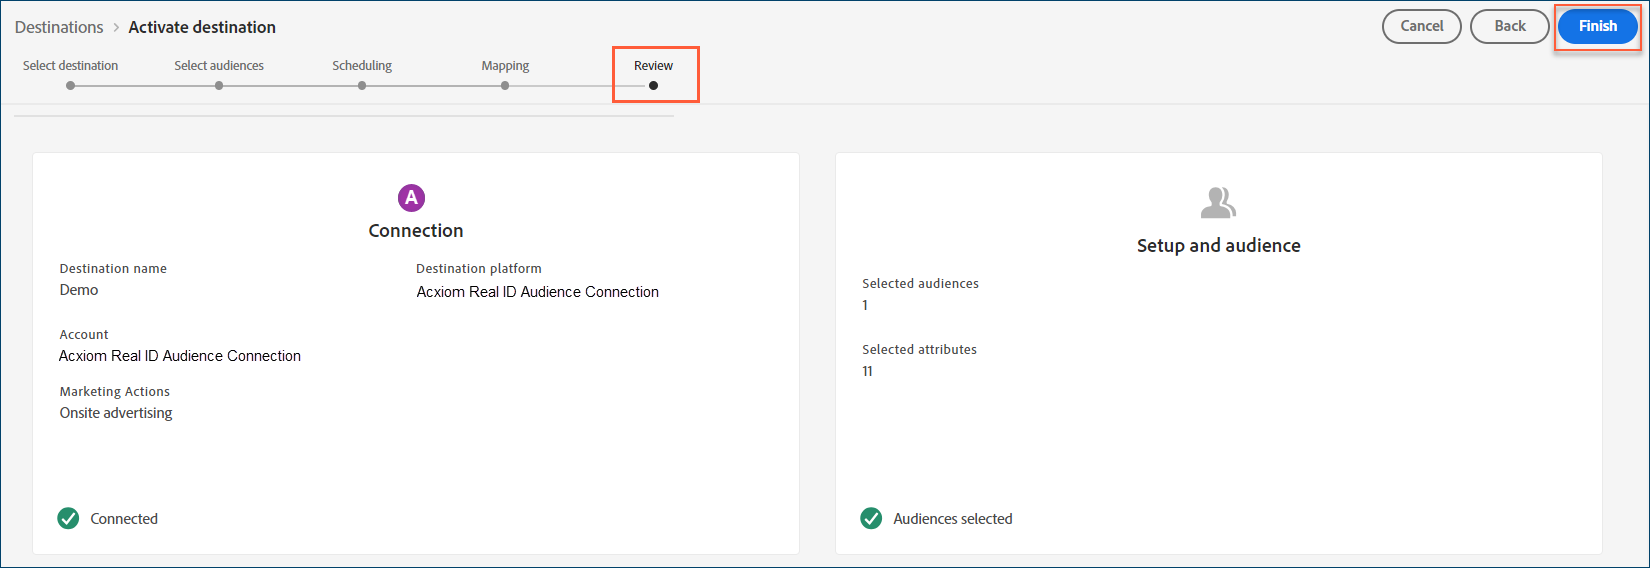 Destinations > Activate destination
Cancel
Back
Finish
Select destination
Select audiences
Scheduling
Mapping
Review
A
Connection
Destination name
Demo
Destination platform
Acxiom Real ID Audience Connection
Account
Acxiom Real ID Audience Connection
Marketing Actions
Onsite advertising
Connected
Setup and audience
Selected audiences
1
Selected attributes
11
Audiences selected